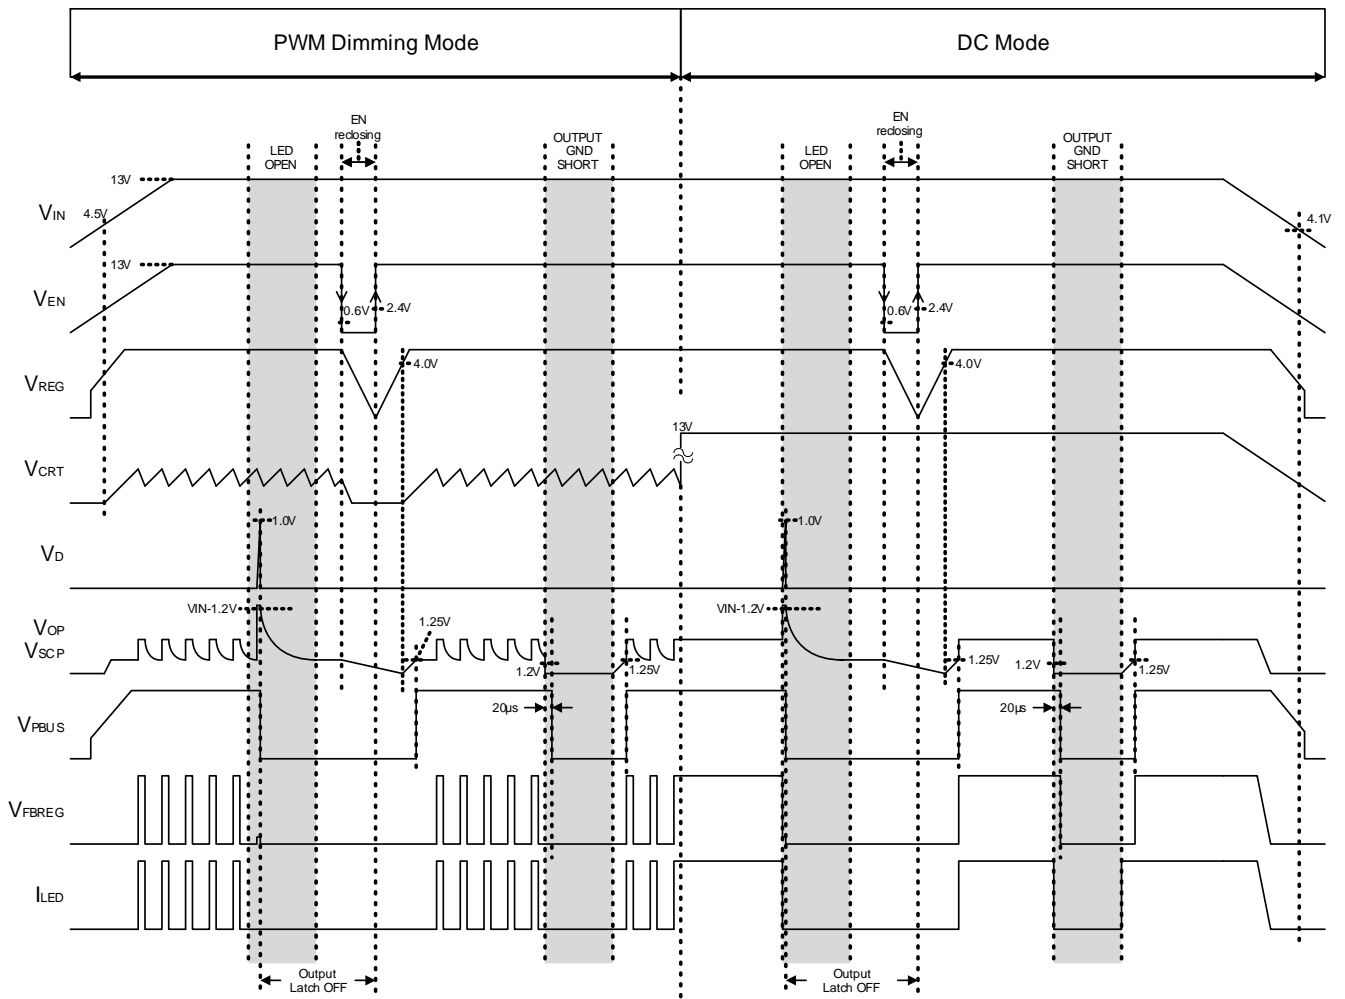 PWM Dimming Mode
DC Mode
EN
reclosing
LED
OPEN
OUTPUT
GND
SHORT
EN
reclosing
LED
OPEN
OUTPUT
GND
SHORT
13V
VIN
4.5V
4.1V
13V
VEN
0.6V
2.4V
0.6V
2.4V
VREG
4.0V
4.0V
13V
VCRT
1.0V
1.0V
VD
VIN-1.2V
VIN-1.2V
VOP
VSCP
1.25V
1.2V
1.25V
1.25V
1.2V
1.25V
VPBUS
20µs
20µs
VFBREG
ILED
Output
Latch OFF
Output
Latch OFF